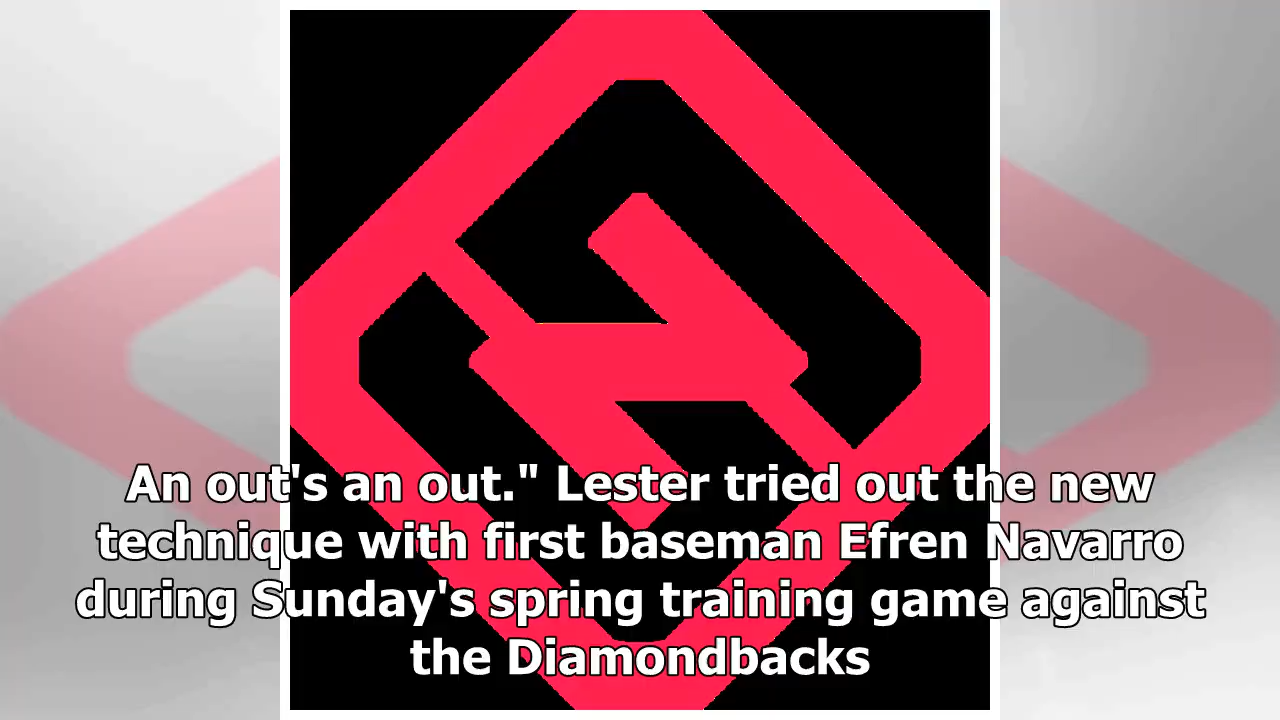 An out's an out." Lester tried out the new
technique with first baseman Efren Navarro
during Sunday's spring training game against
the Diamondbacks